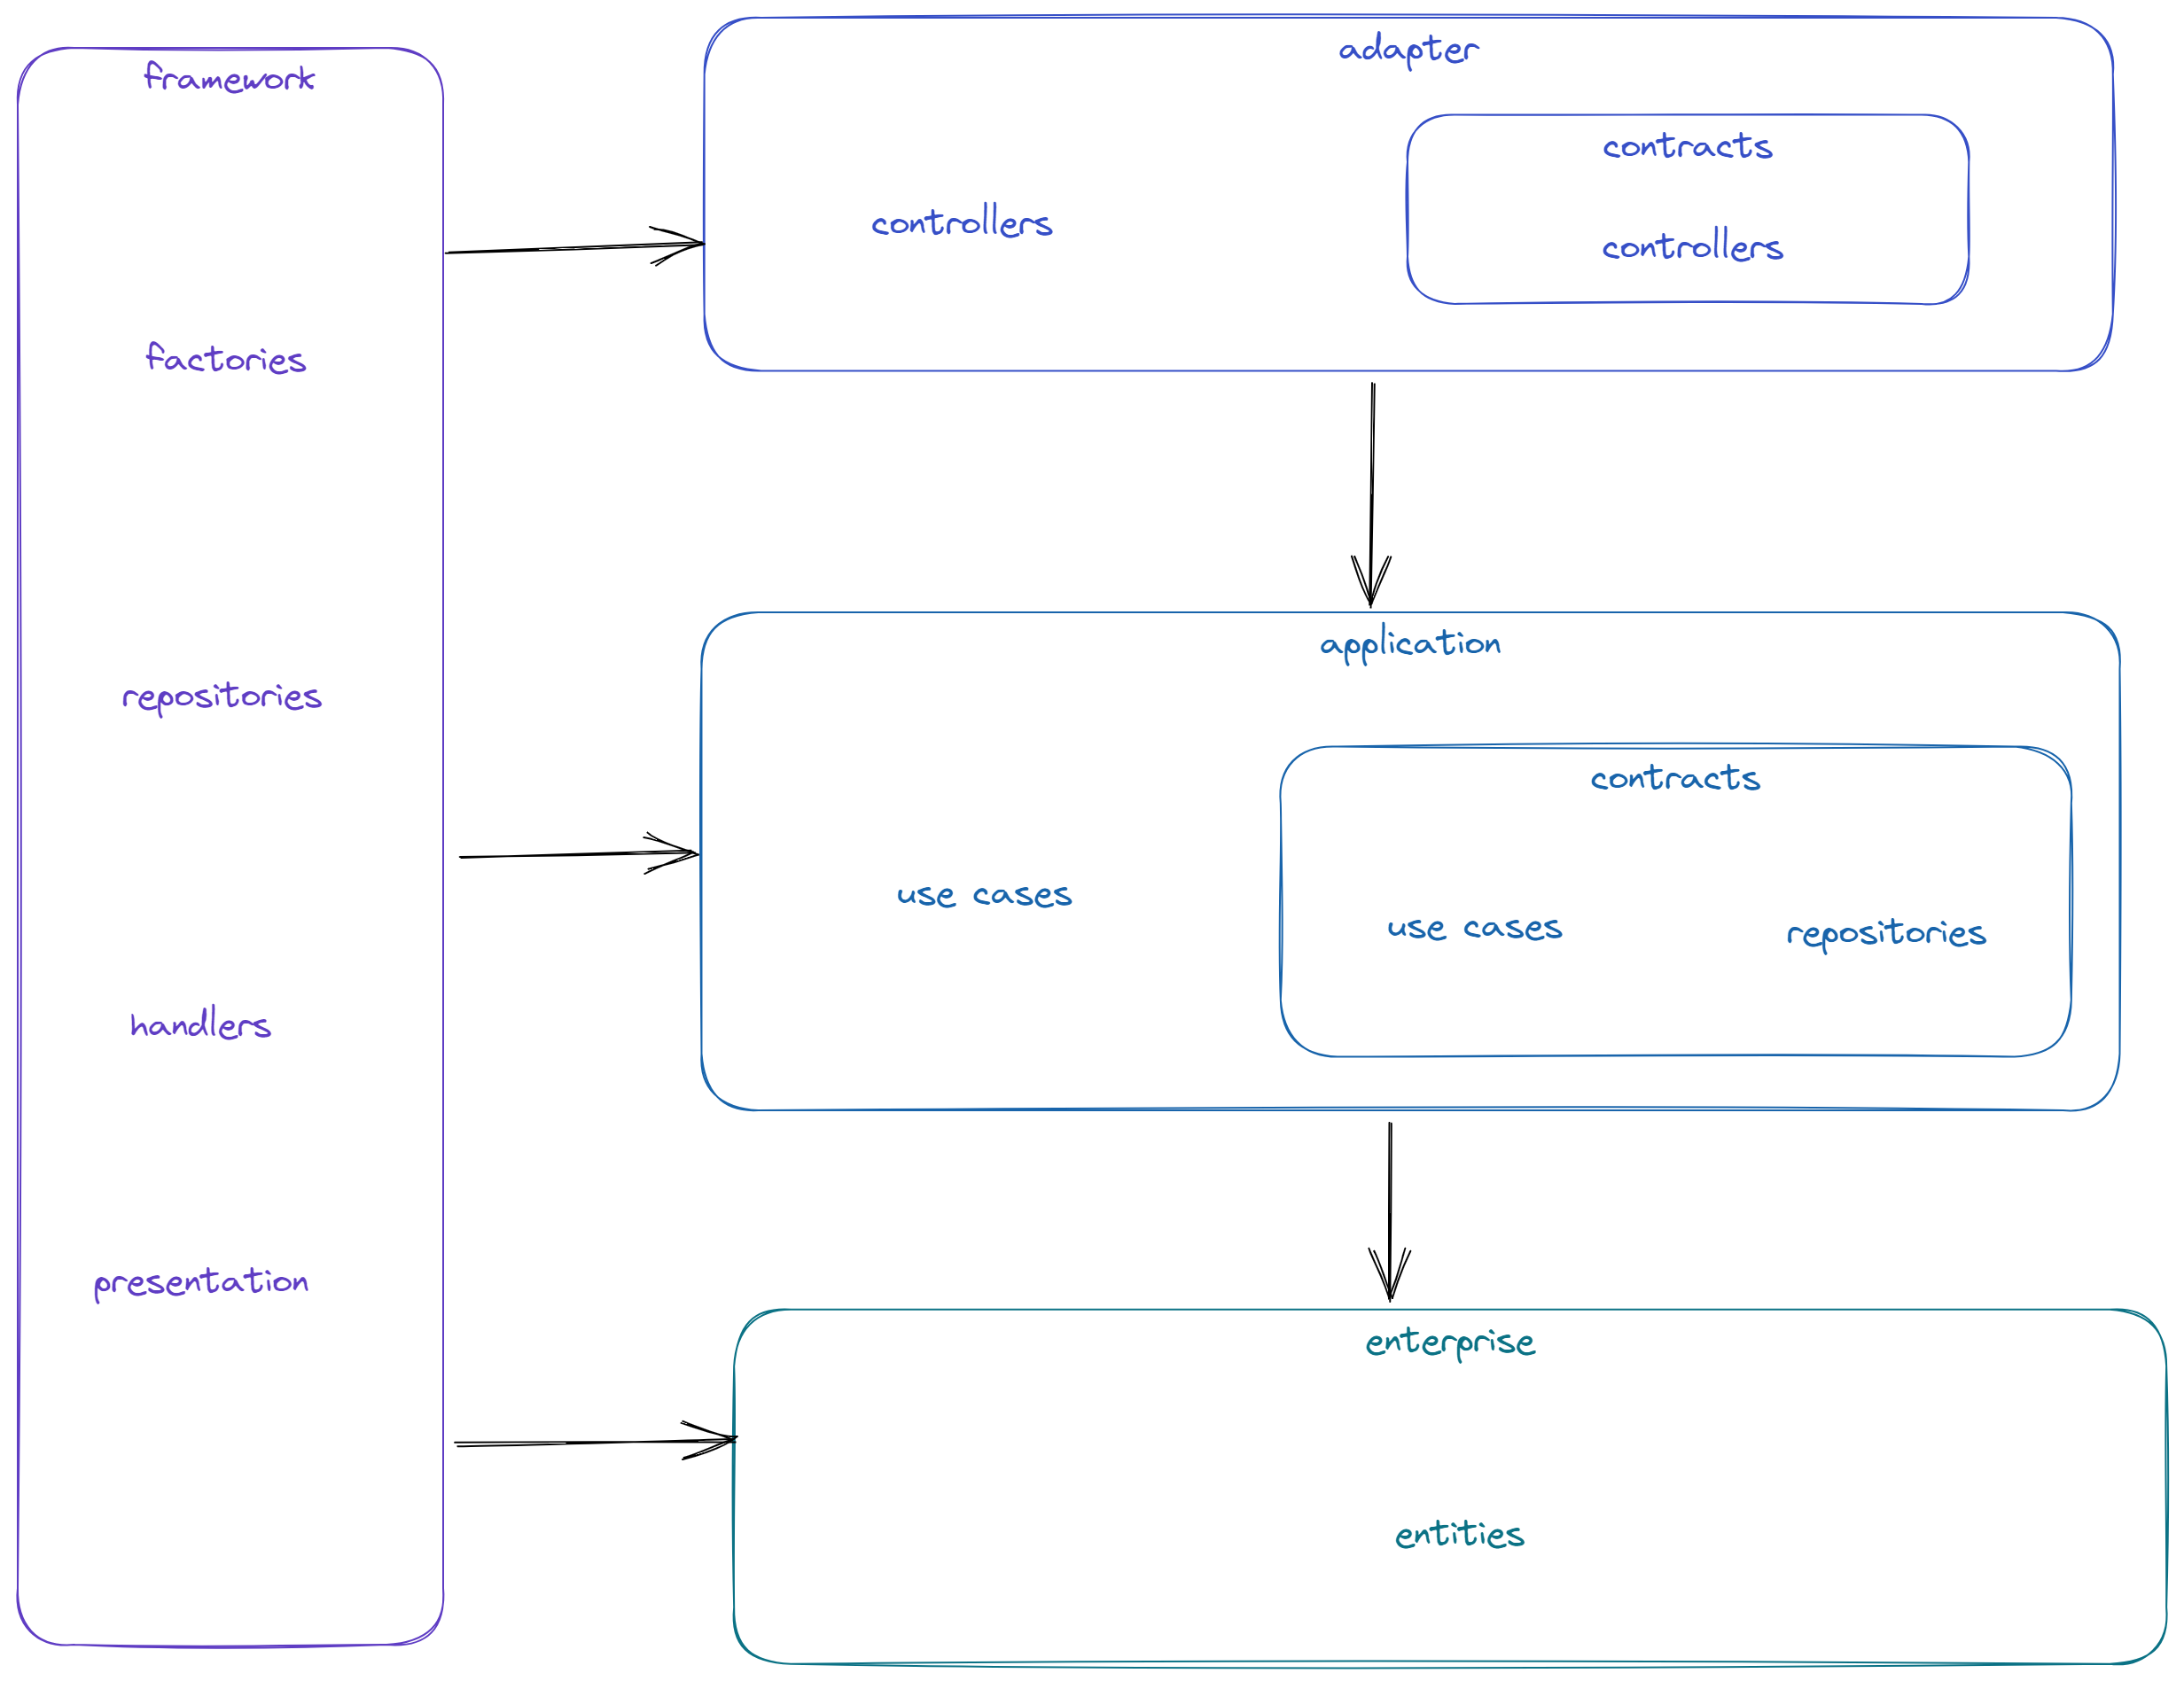 framework
factories
repositories
handlers
presentation
adapter
controllers
contracts
controllers
application
use cases
contracts
use cases
repositories
enterprise
entities